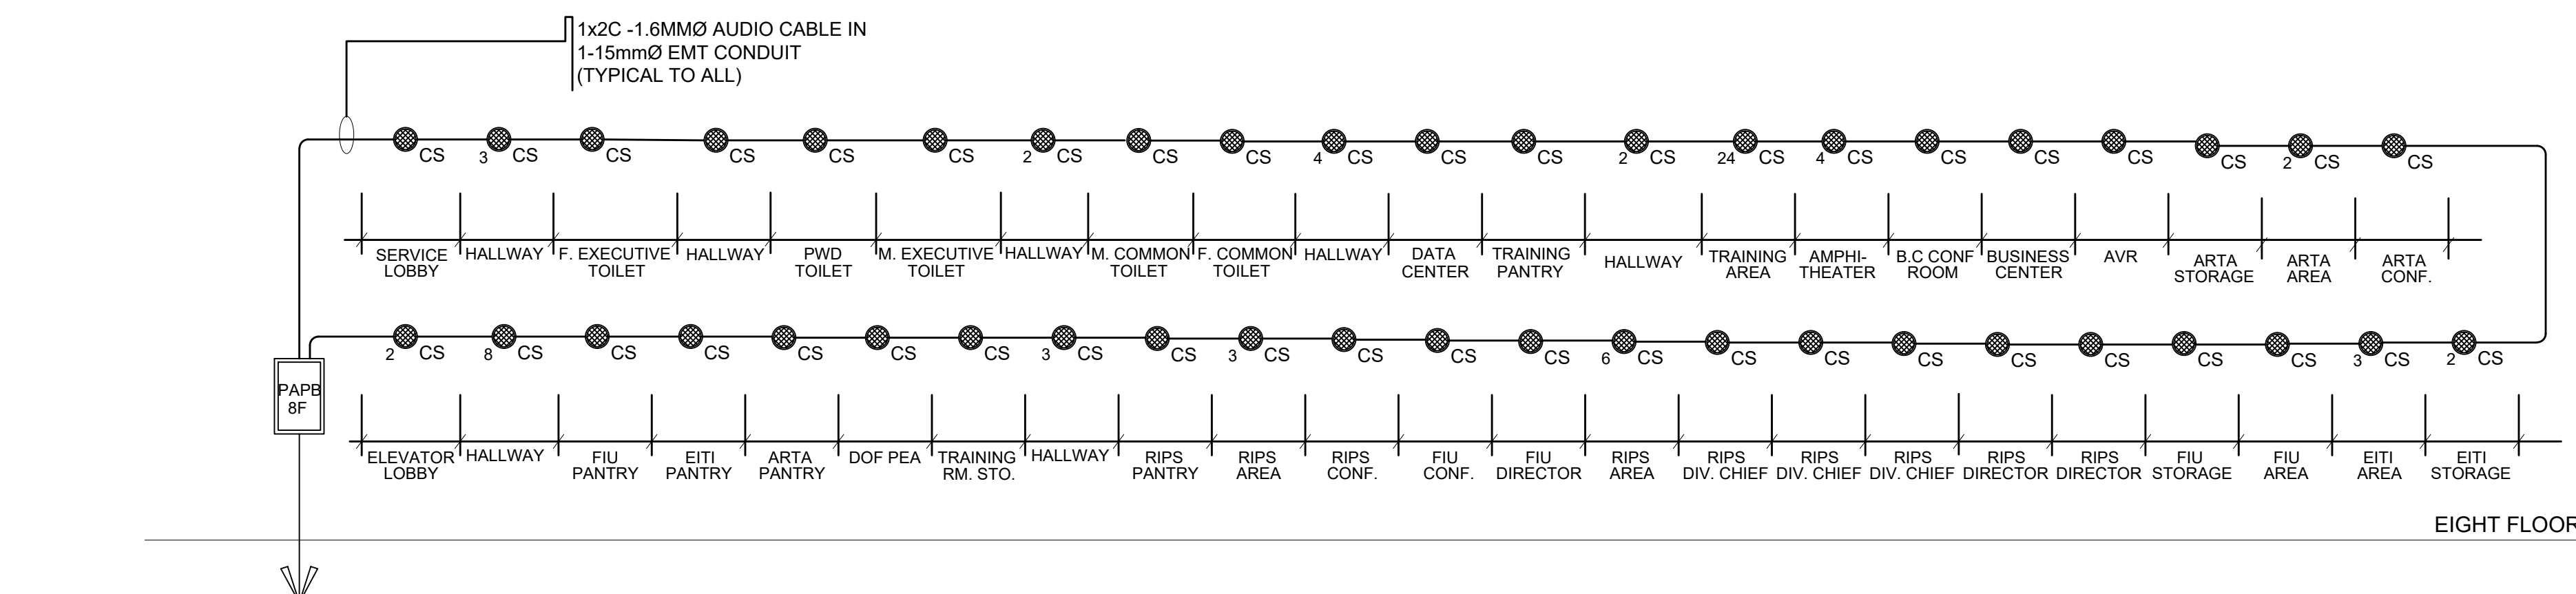 1x2C -1.6MMØ AUDIO CABLE IN
1-15mmØ EMT CONDUIT
(TYPICAL TO ALL)
CS 3 CS CS CS CS CS 2 CS CS CS 4 CS CS CS 2 CS 24 CS 4 CS CS CS CS CS 2 CS CS
SERVICE LOBBY
HALLWAY
F. EXECUTIVE TOILET
HALLWAY
PWD TOILET
M. EXECUTIVE TOILET
HALLWAY
M. COMMON TOILET
F. COMMON TOILET
HALLWAY
DATA CENTER
TRAINING PANTRY
HALLWAY
TRAINING AREA
AMPHI-
THEATER
B.C CONF ROOM
BUSINESS CENTER
AVR
ARTA STORAGE
ARTA AREA
ARTA CONF.
2 CS 8 CS CS CS CS CS CS 3 CS CS 3 CS CS CS CS 6 CS CS CS CS CS CS CS CS 3 CS 2 CS
PAPB
8F
ELEVATOR LOBBY
HALLWAY
FIU PANTRY
EITI PANTRY
ARTA PANTRY
DOF PEA
TRAINING RM. STO.
HALLWAY
RIPS PANTRY
RIPS AREA
RIPS CONF.
FIU CONF.
FIU DIRECTOR
RIPS AREA
RIPS DIV. CHIEF
RIPS DIV. CHIEF
RIPS DIV. CHIEF
RIPS DIRECTOR
RIPS DIRECTOR
FIU STORAGE
FIU AREA
EITI AREA
EITI STORAGE
EIGHT FLOOR